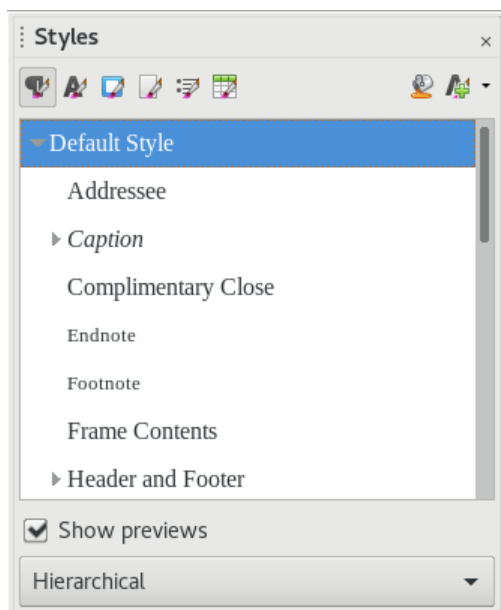 Styles
Default Style
Addressee
Caption
Complimentary Close
Endnote
Footnote
Frame Contents
Header and Footer
Show previews
Hierarchical